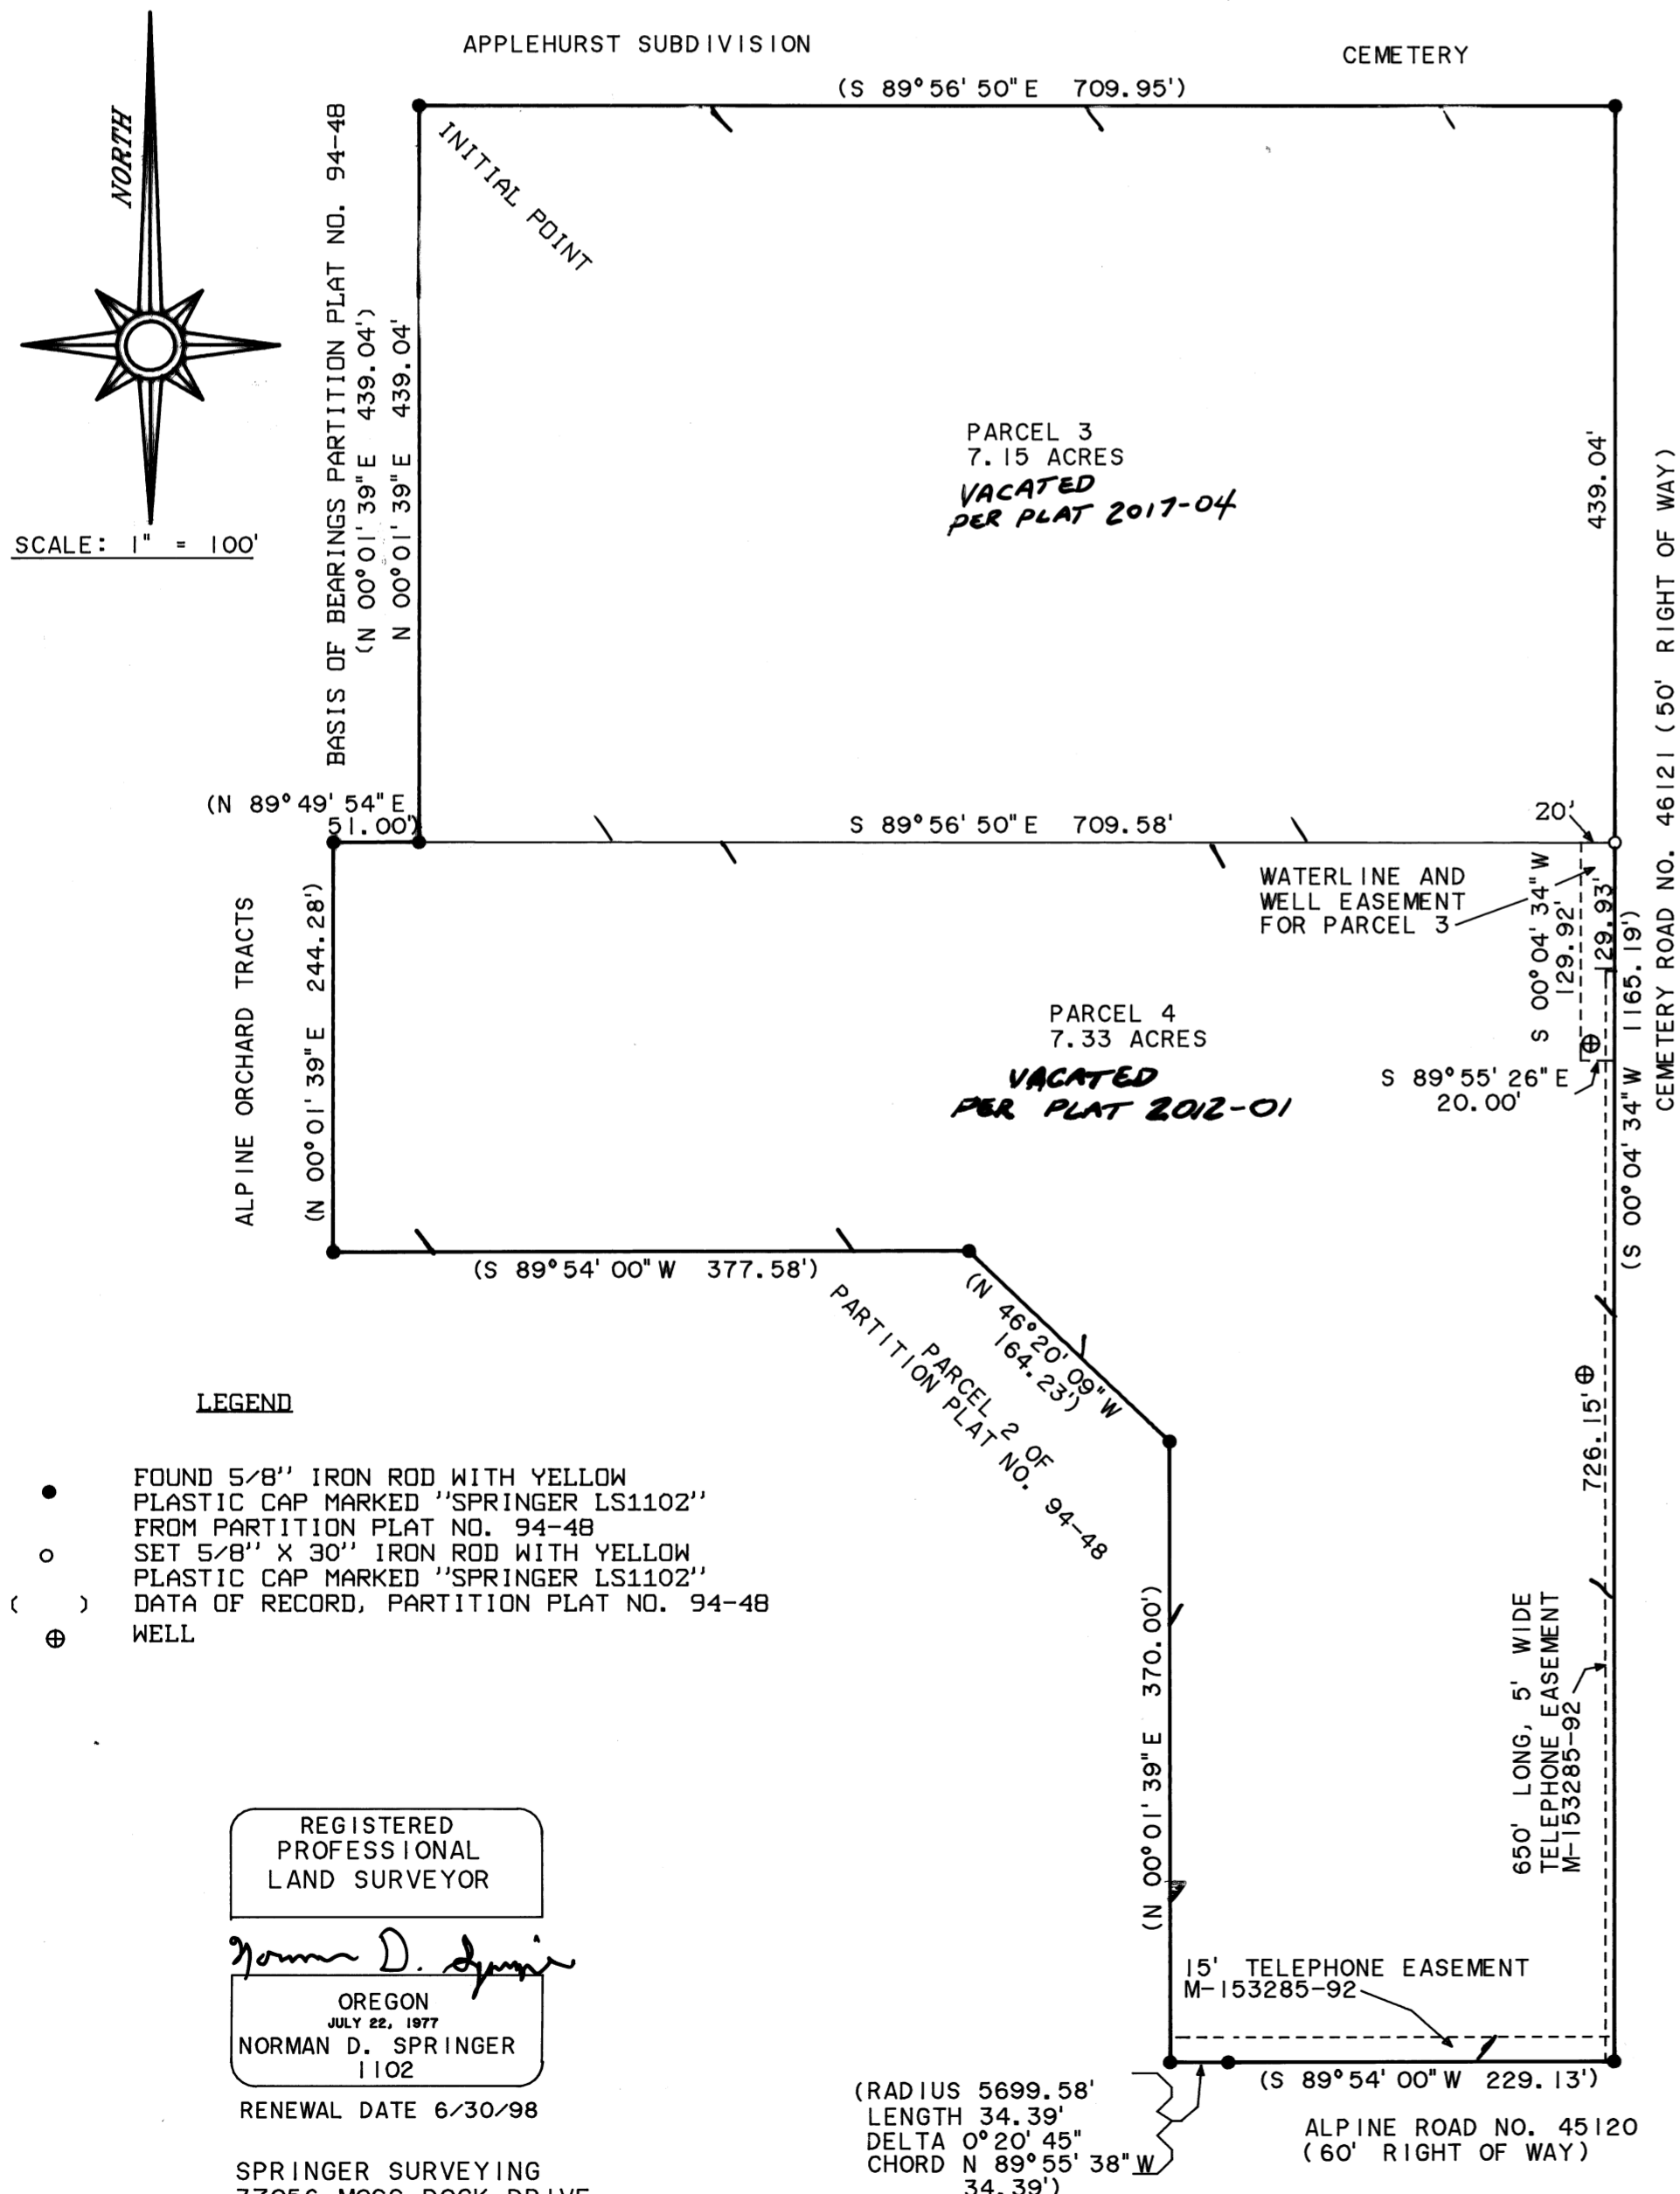 APPLEHURST SUBDIVISION
CEMETERY
(S 89°56'50"E 709.95')
NORTH
SCALE: 1" = 100'
BASIS OF BEARINGS PARTITION PLAT NO. 94-48
(N 00°01'39"E 439.04')
N 00°01'39"E 439.04'
INITIAL POINT
PARCEL 3
7.15 ACRES
VACATED
PER PLAT 2017-04
439.04'
CEMETERY ROAD NO. 46121 (50' RIGHT OF WAY)
(N 89°49'54"E
51.00')
S 89°56'50"E 709.58'
20'
WATERLINE AND
WELL EASEMENT
FOR PARCEL 3
S 00°04'34"W
129.92'
129.93'
(S 00°04'34"W 1165.19')
ALPINE ORCHARD TRACTS
(N 00°01'39"E 244.28')
PARCEL 4
7.33 ACRES
VACATED
PER PLAT 2012-01
S 89°55'26"E
20.00'
(S 89°54'00"W 377.58')
(N 46°20'09"W
164.23')
PARCEL 2 OF
PARTITION PLAT NO. 94-48
726.15'
LEGEND
FOUND 5/8'' IRON ROD WITH YELLOW
PLASTIC CAP MARKED ''SPRINGER LS1102''
FROM PARTITION PLAT NO. 94-48
SET 5/8'' X 30'' IRON ROD WITH YELLOW
PLASTIC CAP MARKED ''SPRINGER LS1102''
( ) DATA OF RECORD, PARTITION PLAT NO. 94-48
WELL
(N 00°01'39"E 370.00')
650' LONG, 5' WIDE
TELEPHONE EASEMENT
M-153285-92
REGISTERED
PROFESSIONAL
LAND SURVEYOR
Norman D. Springer
OREGON
JULY 22, 1977
NORMAN D. SPRINGER
1102
RENEWAL DATE 6/30/98
15' TELEPHONE EASEMENT
M-153285-92
(S 89°54'00"W 229.13')
(RADIUS 5699.58'
LENGTH 34.39'
DELTA 0°20'45"
CHORD N 89°55'38"W
34.39')
ALPINE ROAD NO. 45120
(60' RIGHT OF WAY)
SPRINGER SURVEYING